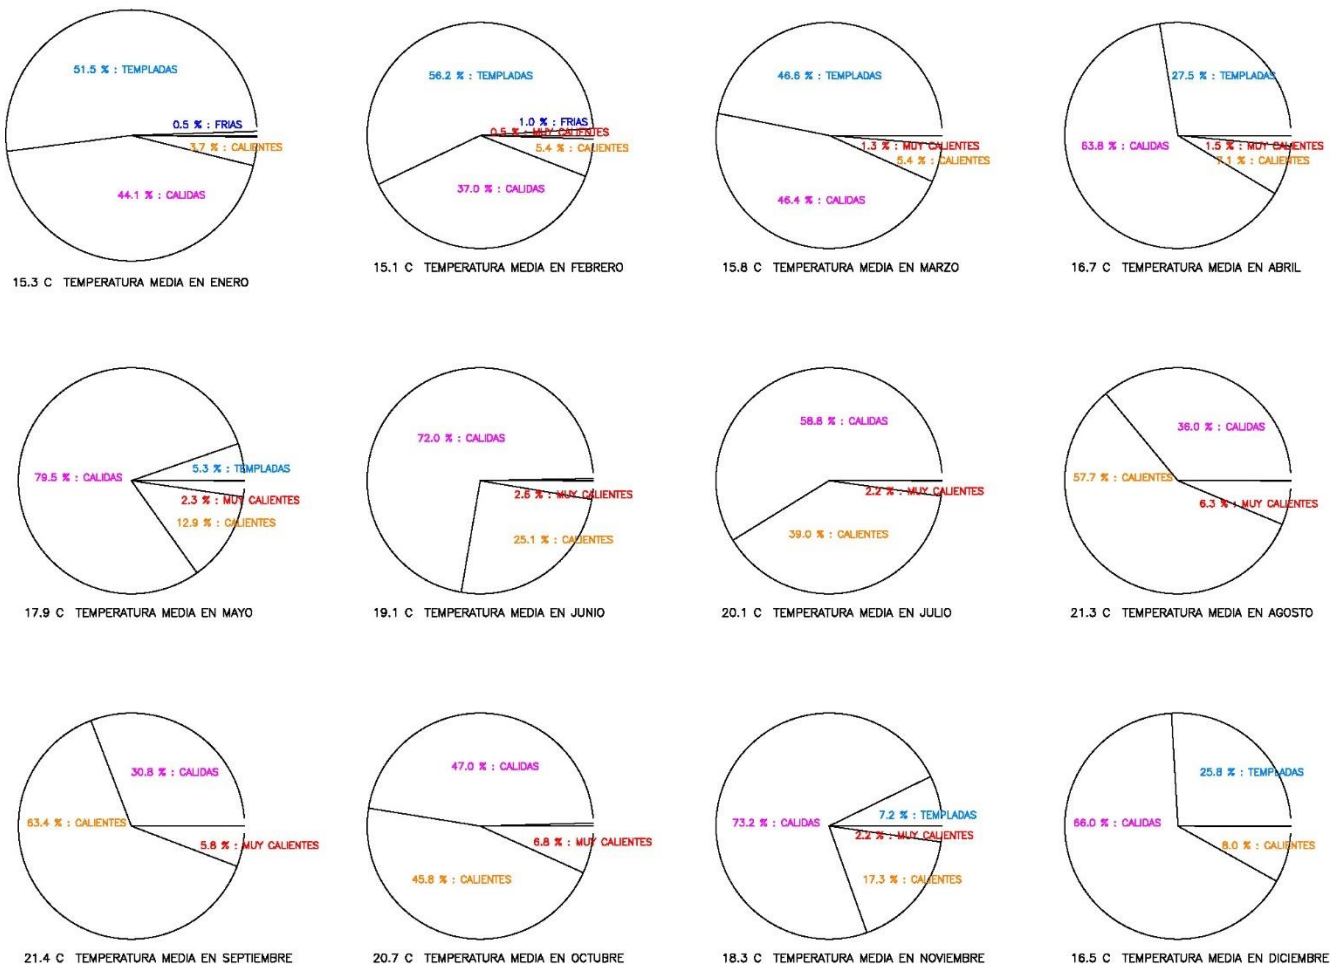 51.5 % : TEMPLADAS
0.5 % : FRIAS
3.7 % : CALIENTES
44.1 % : CALIDAS
15.3 C TEMPERATURA MEDIA EN ENERO
56.2 % : TEMPLADAS
1.0 % : FRIAS
0.5 % : MUY CALIENTES
5.4 % : CALIENTES
37.0 % : CALIDAS
15.1 C TEMPERATURA MEDIA EN FEBRERO
46.6 % : TEMPLADAS
1.3 % : MUY CALIENTES
5.4 % : CALIENTES
46.4 % : CALIDAS
15.8 C TEMPERATURA MEDIA EN MARZO
27.5 % : TEMPLADAS
63.8 % : CALIDAS
1.5 % : MUY CALIENTES
7.1 % : CALIENTES
16.7 C TEMPERATURA MEDIA EN ABRIL
79.5 % : CALIDAS
5.3 % : TEMPLADAS
2.3 % : MUY CALIENTES
12.9 % : CALIENTES
17.9 C TEMPERATURA MEDIA EN MAYO
72.0 % : CALIDAS
2.6 % : MUY CALIENTES
25.1 % : CALIENTES
19.1 C TEMPERATURA MEDIA EN JUNIO
58.8 % : CALIDAS
2.2 % : MUY CALIENTES
39.0 % : CALIENTES
20.1 C TEMPERATURA MEDIA EN JULIO
36.0 % : CALIDAS
57.7 % : CALIENTES
6.3 % : MUY CALIENTES
21.3 C TEMPERATURA MEDIA EN AGOSTO
30.8 % : CALIDAS
63.4 % : CALIENTES
5.8 % : MUY CALIENTES
21.4 C TEMPERATURA MEDIA EN SEPTIEMBRE
47.0 % : CALIDAS
6.8 % : MUY CALIENTES
45.8 % : CALIENTES
20.7 C TEMPERATURA MEDIA EN OCTUBRE
73.2 % : CALIDAS
7.2 % : TEMPLADAS
2.2 % : MUY CALIENTES
17.3 % : CALIENTES
18.3 C TEMPERATURA MEDIA EN NOVIEMBRE
25.8 % : TEMPLADAS
66.0 % : CALIDAS
8.0 % : CALIENTES
16.5 C TEMPERATURA MEDIA EN DICIEMBRE